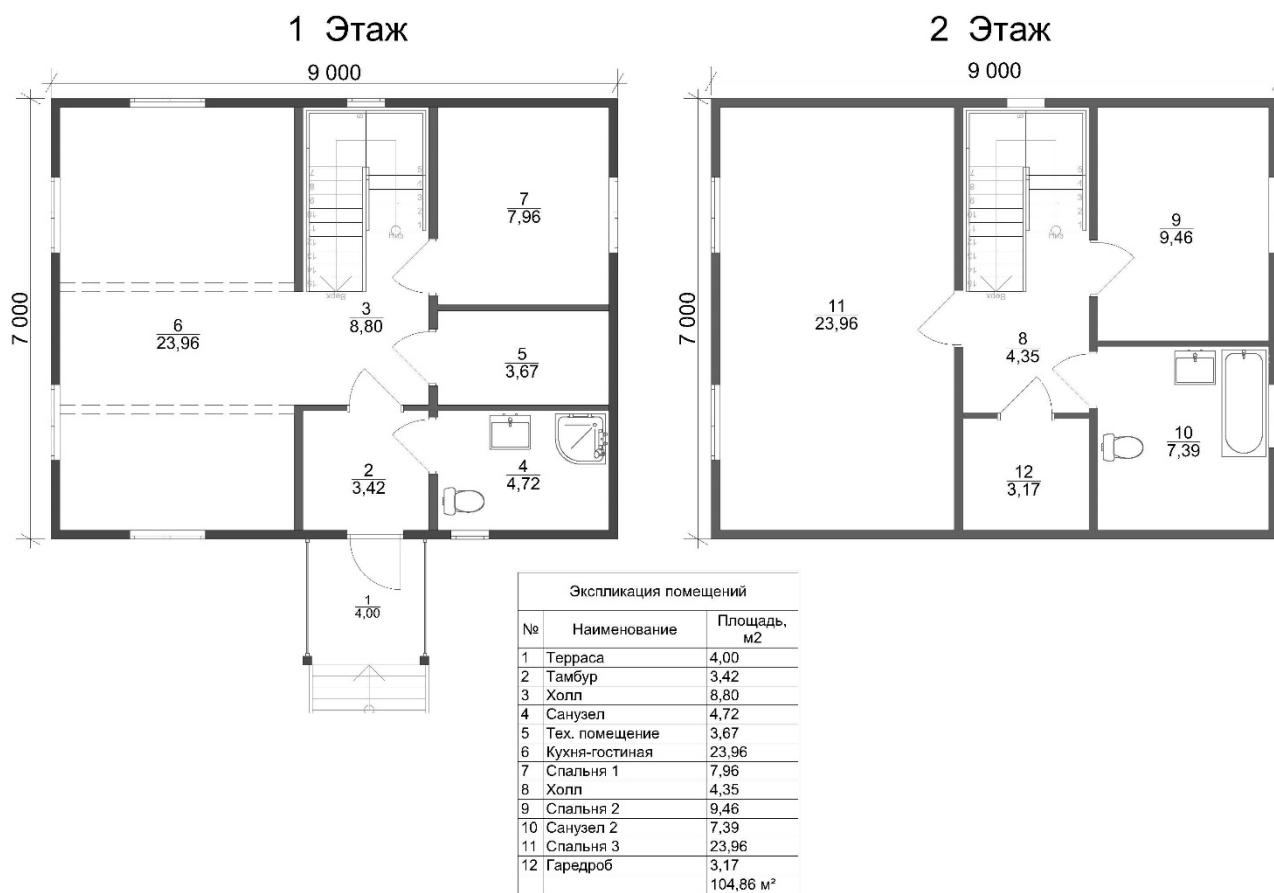 1 Этаж
9 000
7 000
6
23,96
3
8,80
7
7,96
5
3,67
2
3,42
4
4,72
1
4,00
Верх
2 Этаж
9 000
7 000
11
23,96
8
4,35
9
9,46
10
7,39
12
3,17
Верх
Экспликация помещений
№ Наименование Площадь,
м2
1 Терраса 4,00
2 Тамбур 3,42
3 Холл 8,80
4 Санузел 4,72
5 Тех. помещение 3,67
6 Кухня-гостиная 23,96
7 Спальня 1 7,96
8 Холл 4,35
9 Спальня 2 9,46
10 Санузел 2 7,39
11 Спальня 3 23,96
12 Гаредроб 3,17
104,86 м²